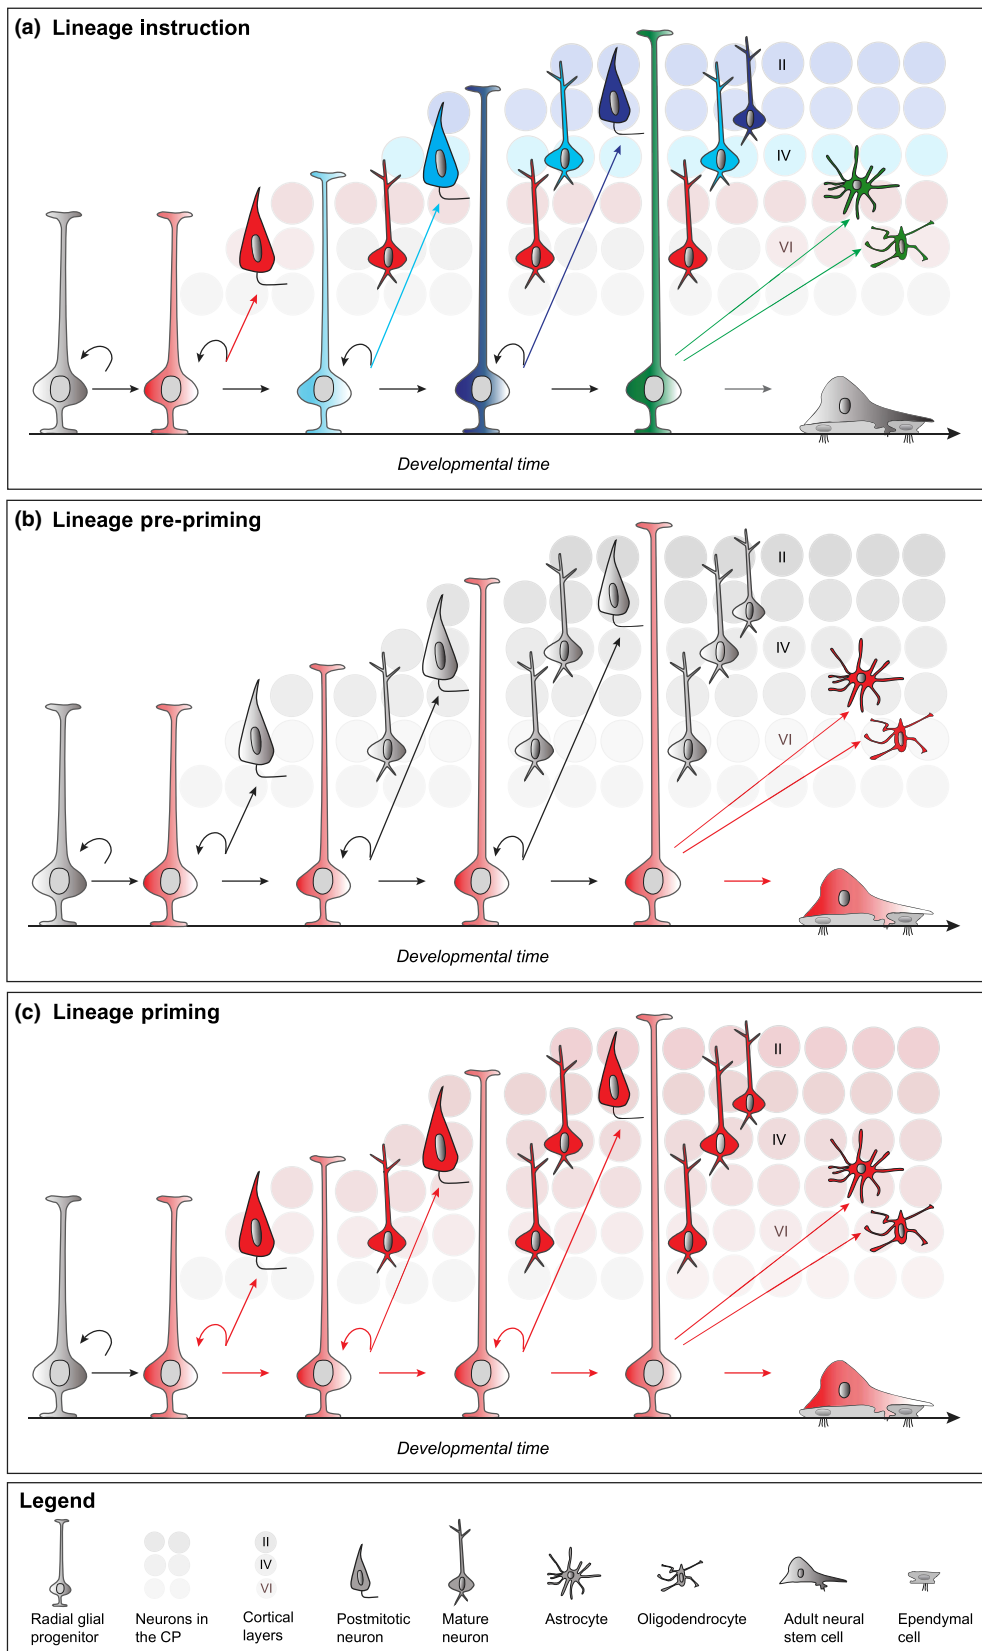 (a) Lineage instruction
II
IV
VI
Developmental time
(b) Lineage pre-priming
II
IV
VI
Developmental time
(c) Lineage priming
II
IV
VI
Developmental time
Legend
II
IV
VI
Radial glial
progenitor
Neurons in
the CP
Cortical
layers
Postmitotic
neuron
Mature
neuron
Astrocyte
Oligodendrocyte
Adult neural
stem cell
Ependymal
cell